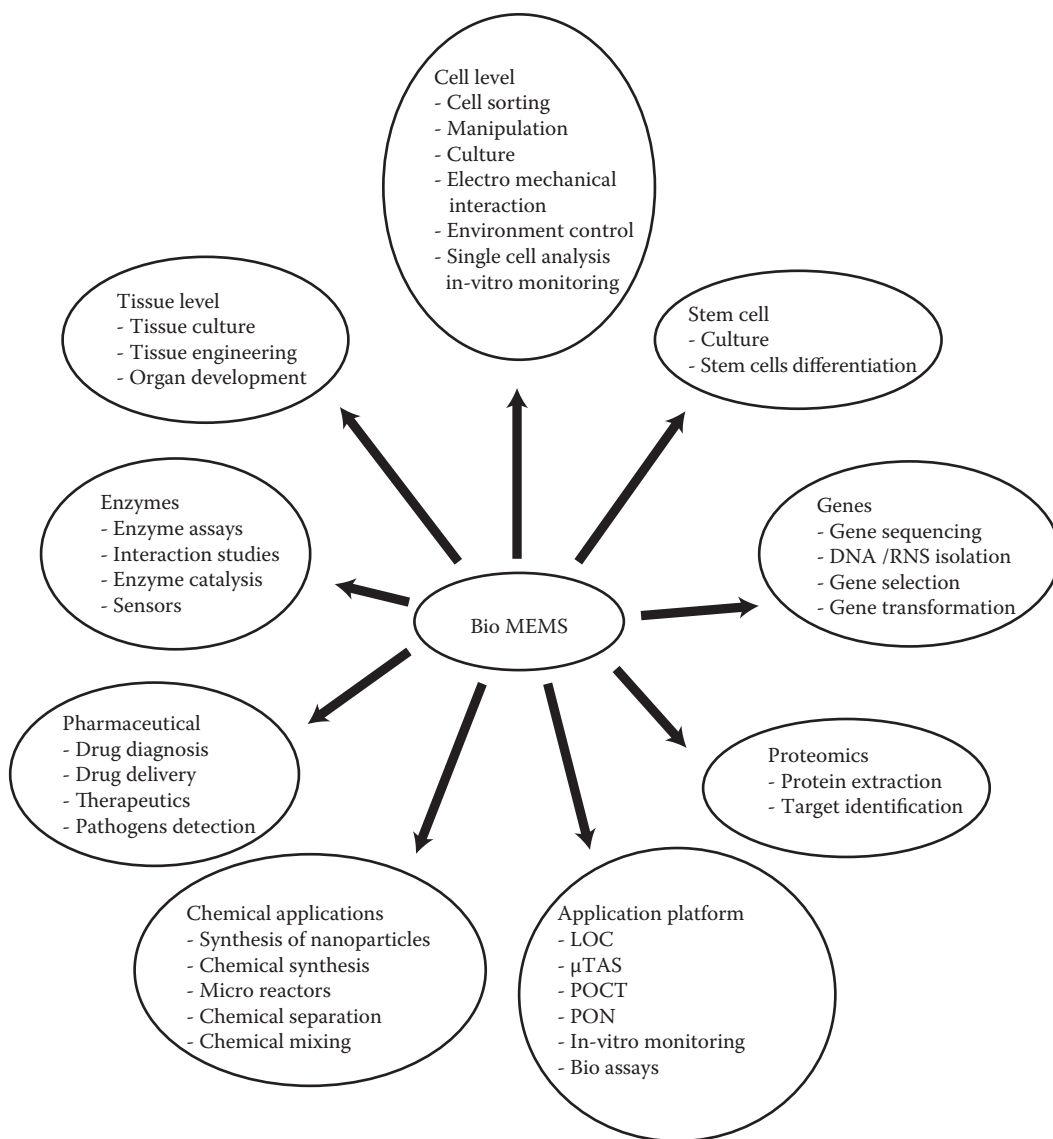 Cell level
- Cell sorting
- Manipulation
- Culture
- Electro mechanical
interaction
- Environment control
- Single cell analysis
in-vitro monitoring
Tissue level
- Tissue culture
- Tissue engineering
- Organ development
Stem cell
- Culture
- Stem cells differentiation
Enzymes
- Enzyme assays
- Interaction studies
- Enzyme catalysis
- Sensors
Genes
- Gene sequencing
- DNA /RNS isolation
- Gene selection
- Gene transformation
Bio MEMS
Pharmaceutical
- Drug diagnosis
- Drug delivery
- Therapeutics
- Pathogens detection
Proteomics
- Protein extraction
- Target identification
Chemical applications
- Synthesis of nanoparticles
- Chemical synthesis
- Micro reactors
- Chemical separation
- Chemical mixing
Application platform
- LOC
- µTAS
- POCT
- PON
- In-vitro monitoring
- Bio assays